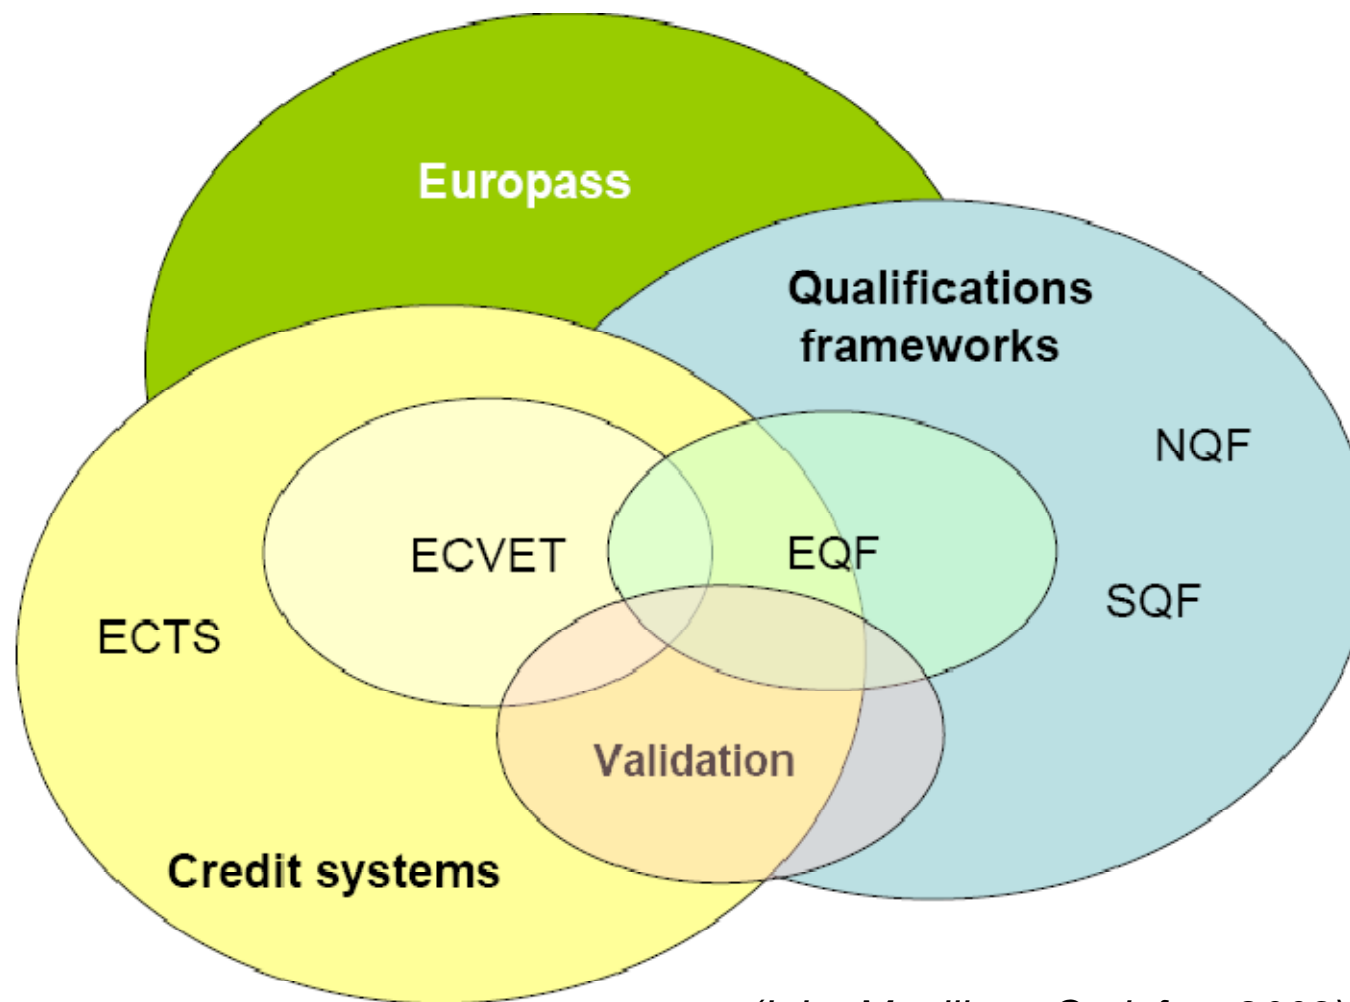 Europass
Qualifications
frameworks
NQF
ECVET
EQF
SQF
ECTS
Validation
Credit systems